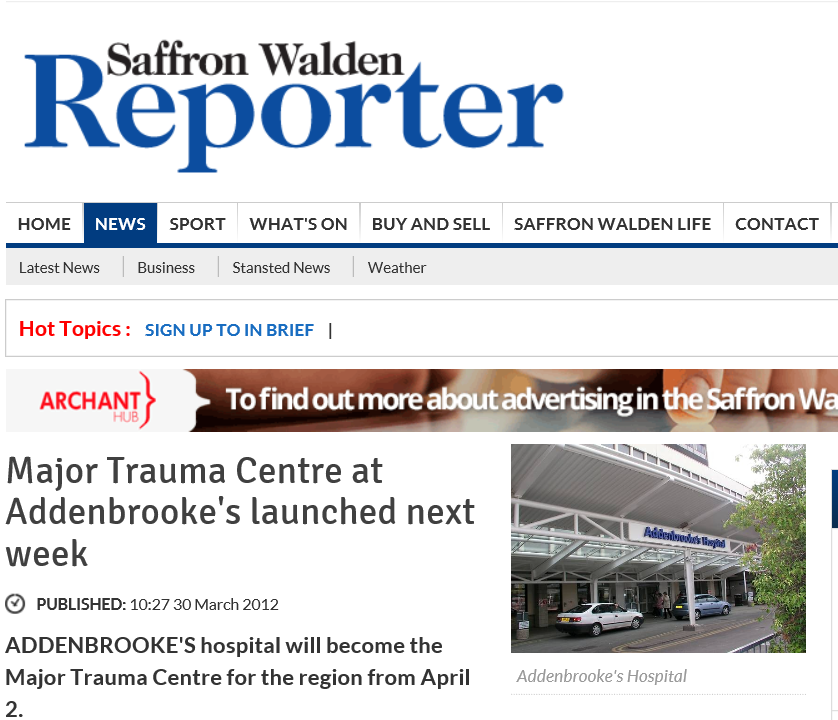 Saffron Walden
Reporter
HOME NEWS SPORT WHAT'S ON BUY AND SELL SAFFRON WALDEN LIFE CONTACT
Latest News Business Stansted News Weather
Hot Topics : SIGN UP TO IN BRIEF |
ARCHANT
HUB
To find out more about advertising in the Saffron Wa
Major Trauma Centre at
Addenbrooke's launched next
week
Addenbrooke's Hospital
PUBLISHED: 10:27 30 March 2012
ADDENBROOKE'S hospital will become the
Major Trauma Centre for the region from April
2.
Addenbrooke's Hospital